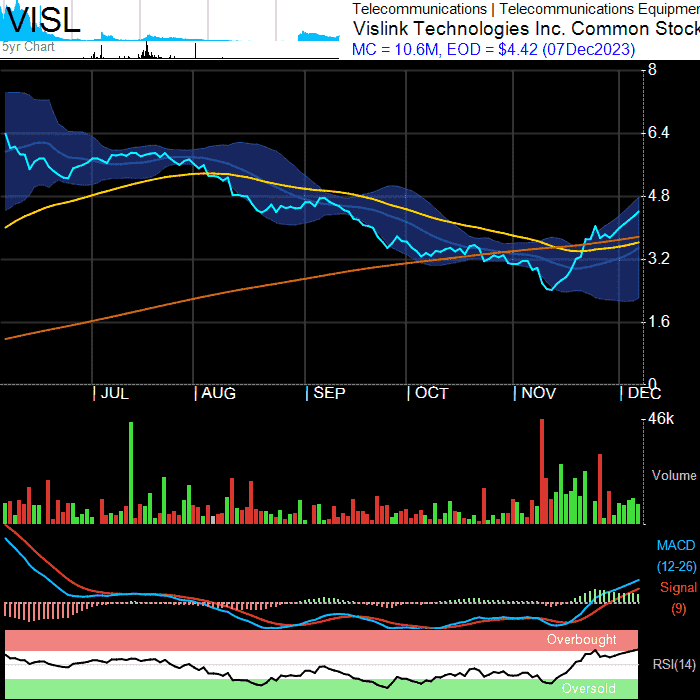 VISL
5yr Chart
Telecommunications | Telecommunications Equipmen
Vislink Technologies Inc. Common Stock
MC = 10.6M, EOD = $4.42 (07Dec2023)
8
6.4
4.8
3.2
1.6
0
| JUL | AUG | SEP | OCT | NOV | DEC
46k
Volume
MACD
(12-26)
Signal
(9)
Overbought
RSI(14)
Oversold